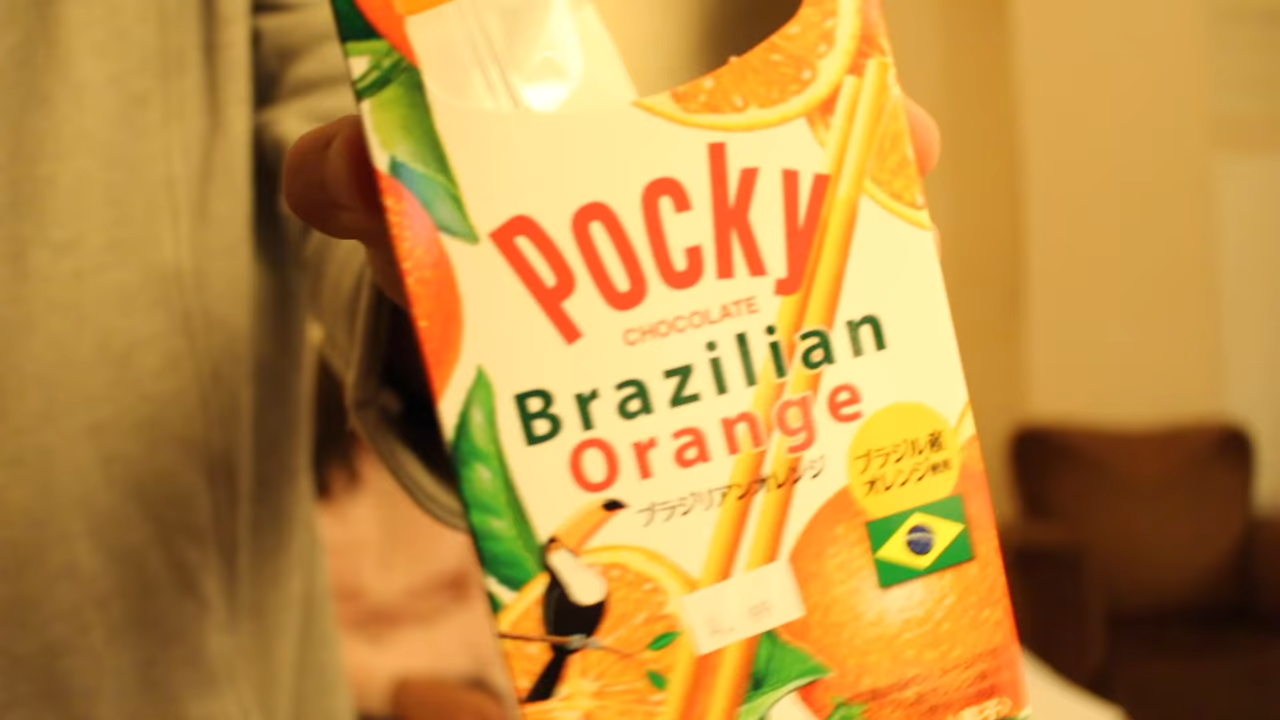 Pocky
CHOCOLATE
Brazilian
Orange
ブラジリアンオレンジ
ブラジル産
オレンジ使用